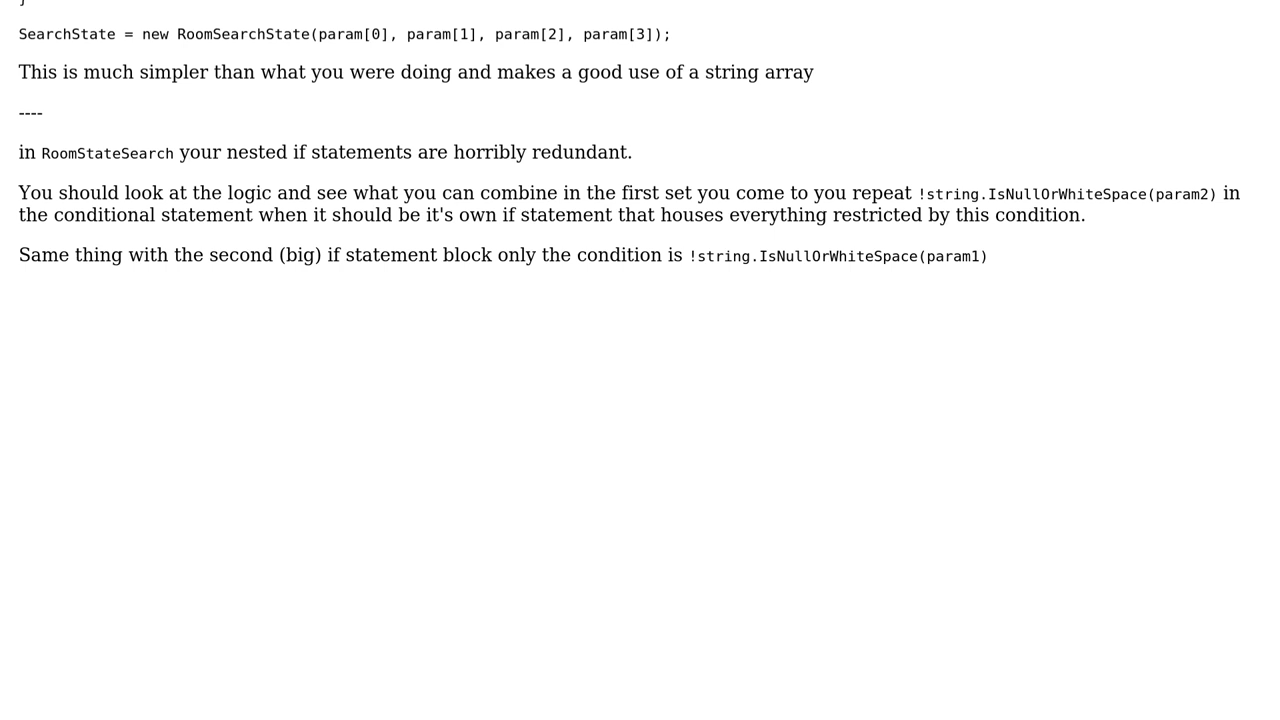 }
SearchState = new RoomSearchState(param[0], param[1], param[2], param[3]);
This is much simpler than what you were doing and makes a good use of a string array
----
in RoomStateSearch your nested if statements are horribly redundant.
You should look at the logic and see what you can combine in the first set you come to you repeat !string.IsNullOrWhiteSpace(param2) in
the conditional statement when it should be it's own if statement that houses everything restricted by this condition.
Same thing with the second (big) if statement block only the condition is !string.IsNullOrWhiteSpace(param1)